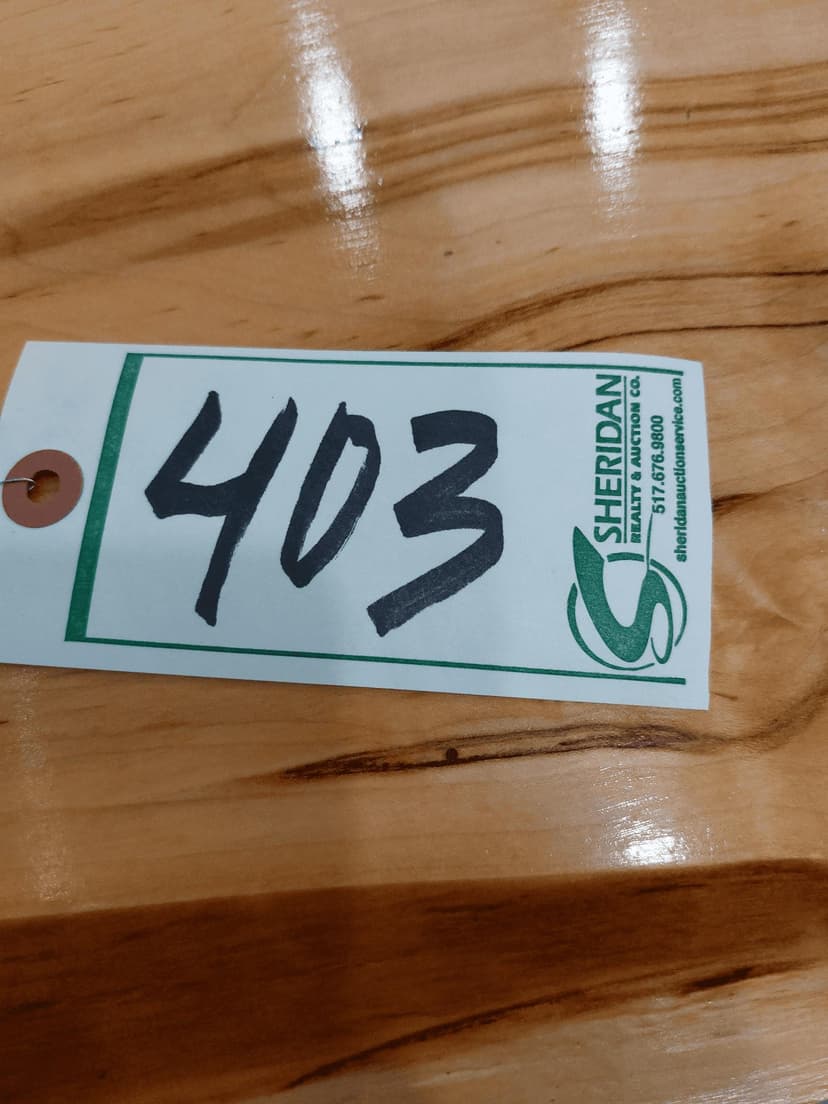 403
SHERIDAN
REALTY & AUCTION CO.
517.676.9800
sheridanauctionservice.com